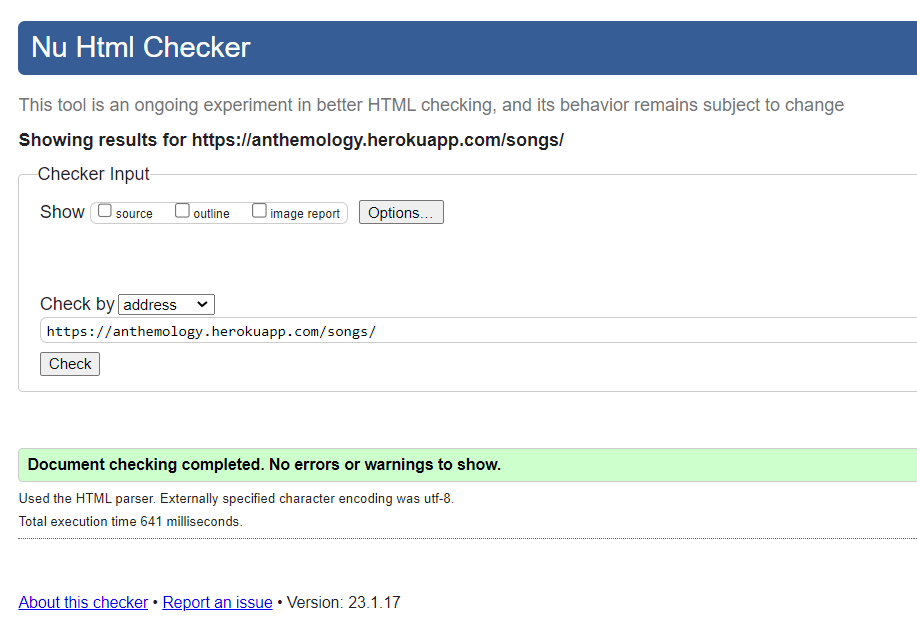 Nu Html Checker
This tool is an ongoing experiment in better HTML checking, and its behavior remains subject to change
Showing results for https://anthemology.herokuapp.com/songs/
Checker Input
Show source outline image report Options...
Check by address
https://anthemology.herokuapp.com/songs/
Check
Document checking completed. No errors or warnings to show.
Used the HTML parser. Externally specified character encoding was utf-8.
Total execution time 641 milliseconds.
About this checker • Report an issue • Version: 23.1.17